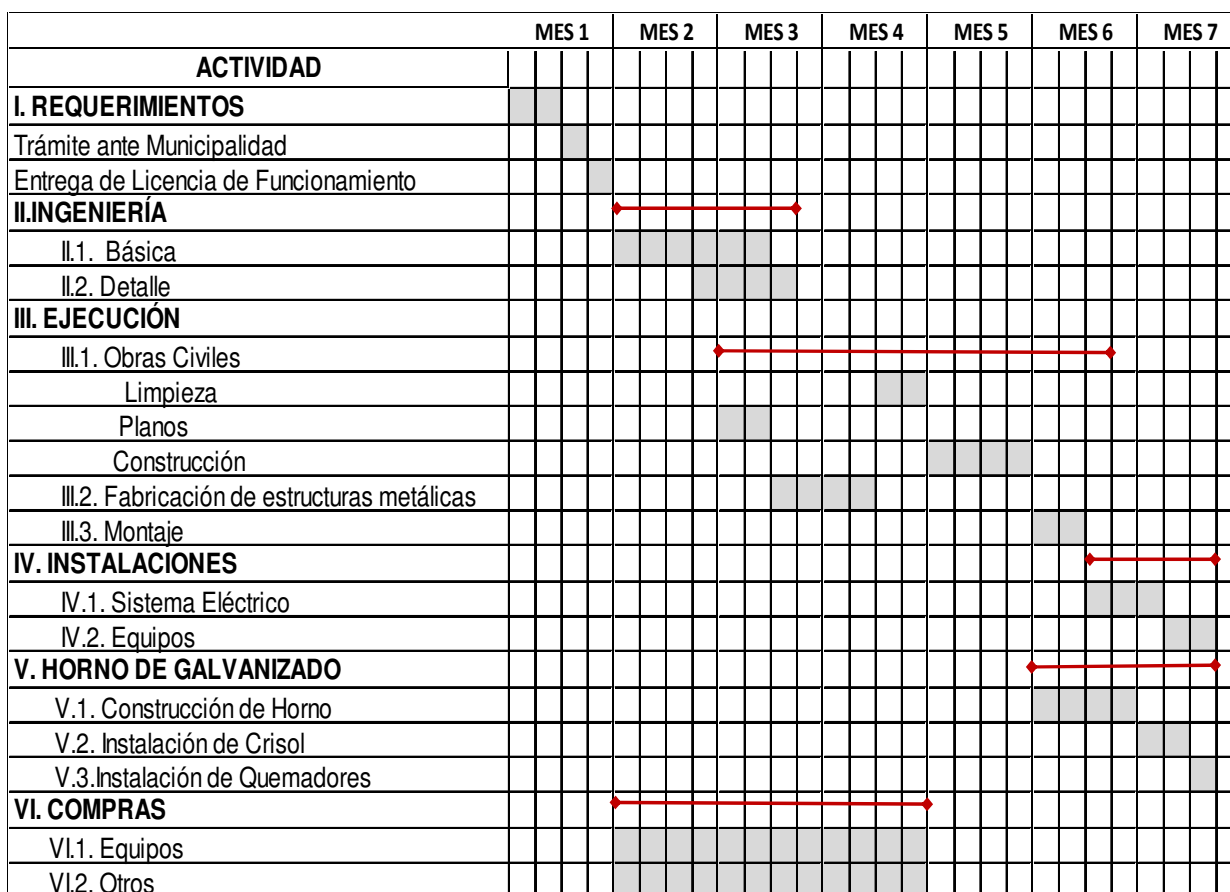 MES 1 MES 2 MES 3 MES 4 MES 5 MES 6 MES 7
ACTIVIDAD
I. REQUERIMIENTOS
Trámite ante Municipalidad
Entrega de Licencia de Funcionamiento
II.INGENIERÍA
II.1. Básica
II.2. Detalle
III. EJECUCIÓN
III.1. Obras Civiles
Limpieza
Planos
Construcción
III.2. Fabricación de estructuras metálicas
III.3. Montaje
IV. INSTALACIONES
IV.1. Sistema Eléctrico
IV.2. Equipos
V. HORNO DE GALVANIZADO
V.1. Construcción de Horno
V.2. Instalación de Crisol
V.3.Instalación de Quemadores
VI. COMPRAS
VI.1. Equipos
VI.2. Otros